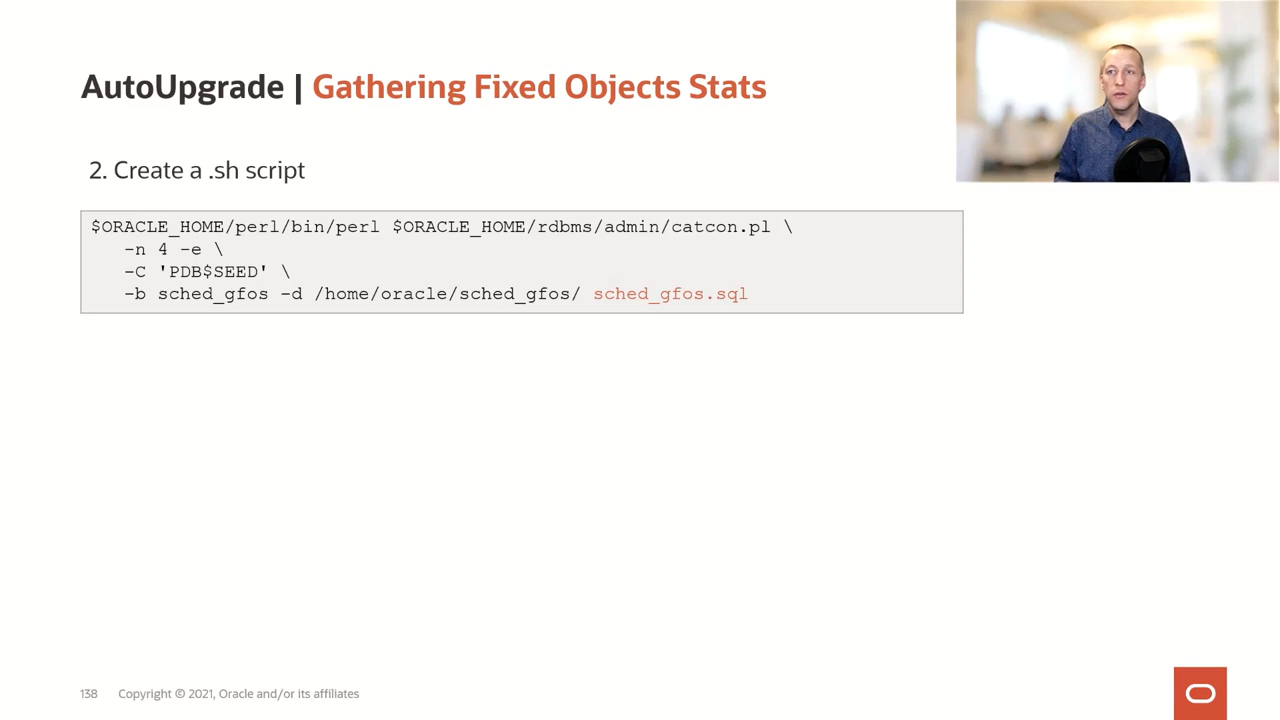 AutoUpgrade | Gathering Fixed Objects Stats
2. Create a .sh script
$ORACLE_HOME/perl/bin/perl $ORACLE_HOME/rdbms/admin/catcon.pl \
-n 4 -e \
-C 'PDB$SEED' \
-b sched_gfos -d /home/oracle/sched_gfos/ sched_gfos.sql
138 Copyright © 2021, Oracle and/or its affiliates